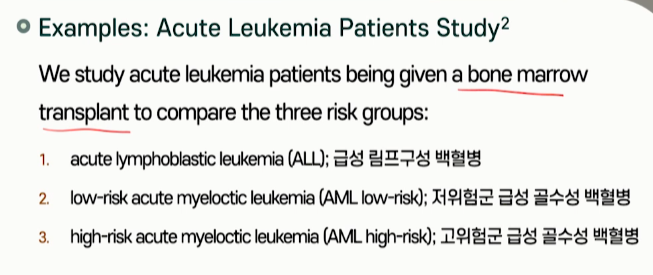 Examples: Acute Leukemia Patients Study2
We study acute leukemia patients being given a bone marrow
transplant to compare the three risk groups:
1. acute lymphoblastic leukemia (ALL); 급성 림프구성 백혈병
2. low-risk acute myeloctic leukemia (AML low-risk); 저위험군 급성 골수성 백혈병
3. high-risk acute myeloctic leukemia (AML high-risk); 고위험군 급성 골수성 백혈병